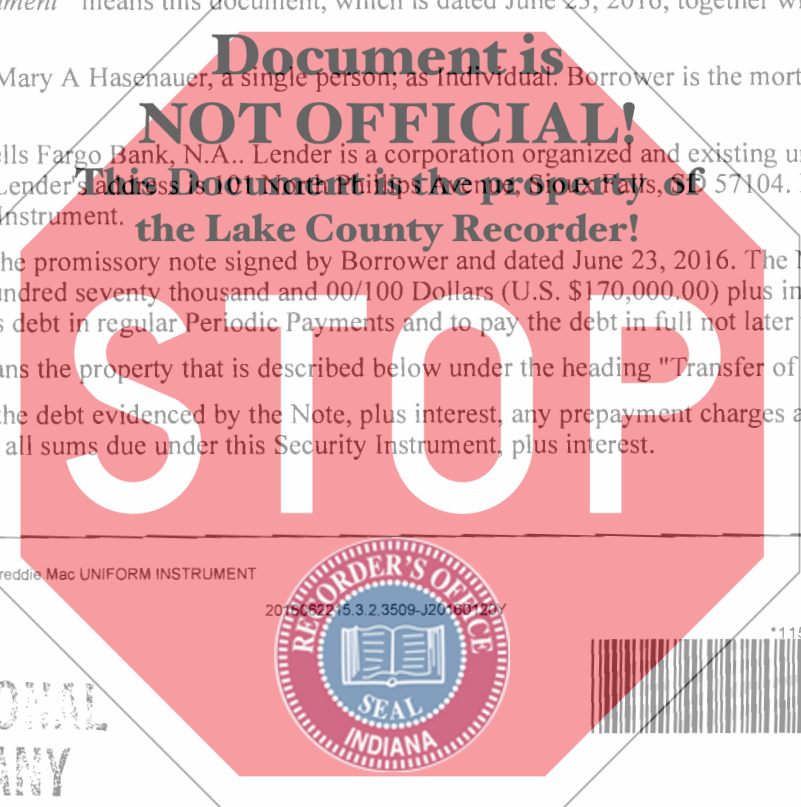 ment" means this document, which is dated June 23, 2016, together wi
Document is
Mary A Hasenauer, a single person; as Individual. Borrower is the mort
NOT OFFICIAL!
ells Fargo Bank, N.A.. Lender is a corporation organized and existing u
This Document is the property of
Lender's address is 101 North Phillips Avenue, Sioux Falls, SD 57104.
Instrument.
the Lake County Recorder!
he promissory note signed by Borrower and dated June 23, 2016. The N
undred seventy thousand and 00/100 Dollars (U.S. $170,000.00) plus in
s debt in regular Periodic Payments and to pay the debt in full not later
ans the property that is described below under the heading "Transfer of
STOP
the debt evidenced by the Note, plus interest, any prepayment charges a
all sums due under this Security Instrument, plus interest.
reddie Mac UNIFORM INSTRUMENT
RECORDER'S OFFICE
SEAL
INDIANA
*115
ONAL
ANY